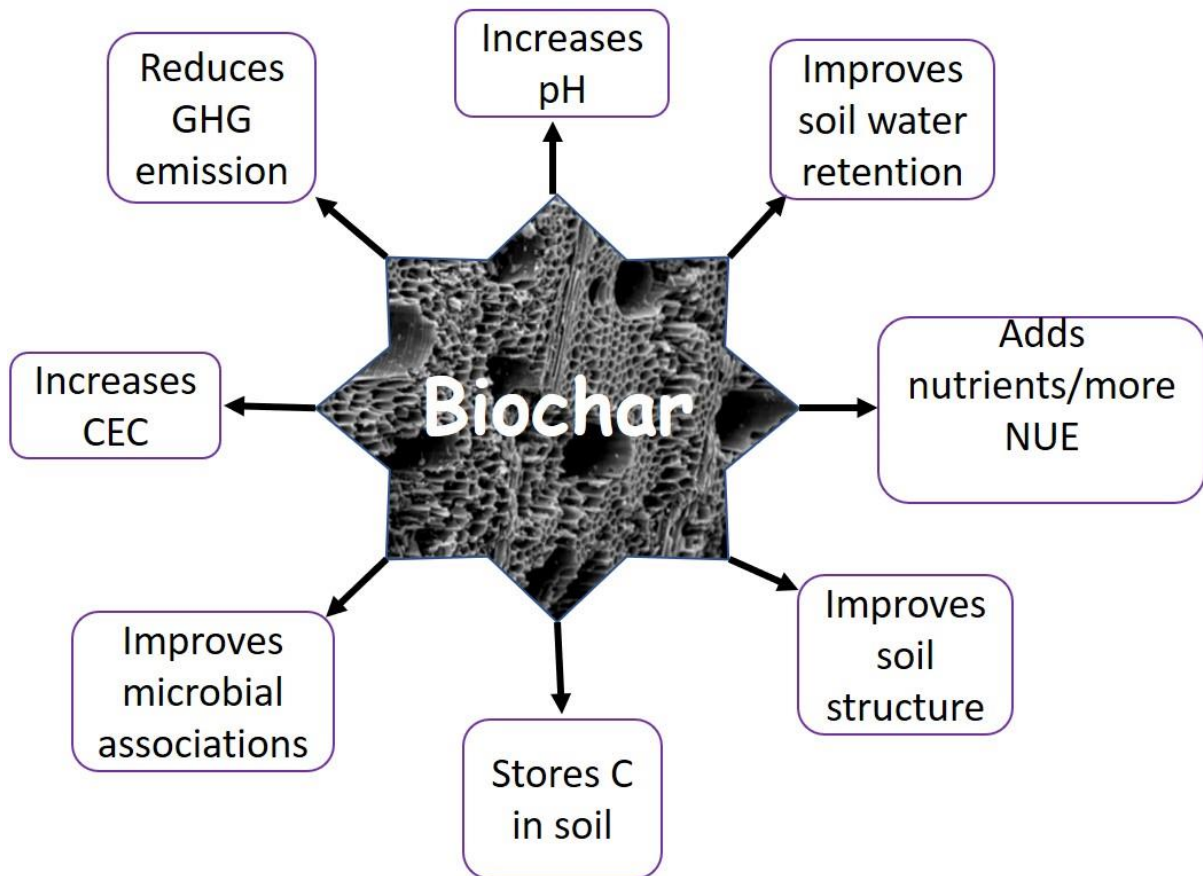 Increases
pH
Reduces
GHG
emission
Improves
soil water
retention
Adds
nutrients/more
NUE
Increases
CEC
Biochar
Improves
soil
structure
Improves
microbial
associations
Stores C
in soil